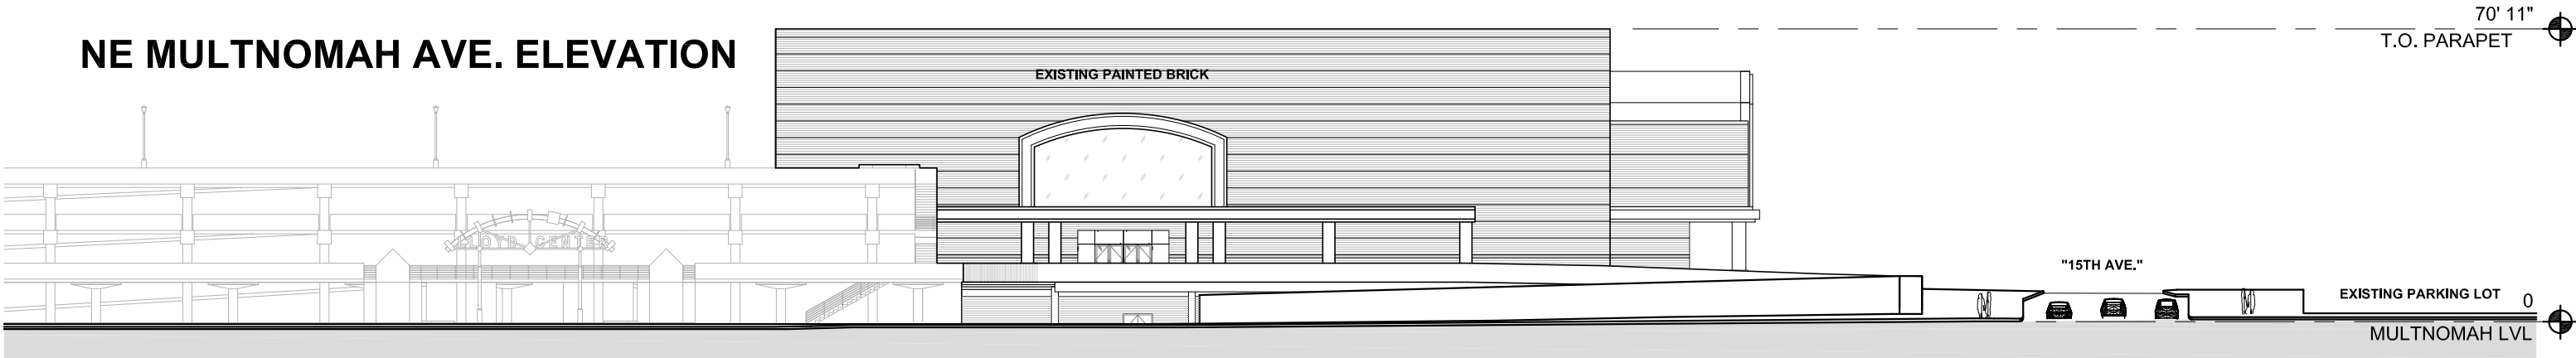 NE MULTNOMAH AVE. ELEVATION
70' 11"
T.O. PARAPET
EXISTING PAINTED BRICK
LLOYD CENTER
"15TH AVE."
EXISTING PARKING LOT
0
MULTNOMAH LVL